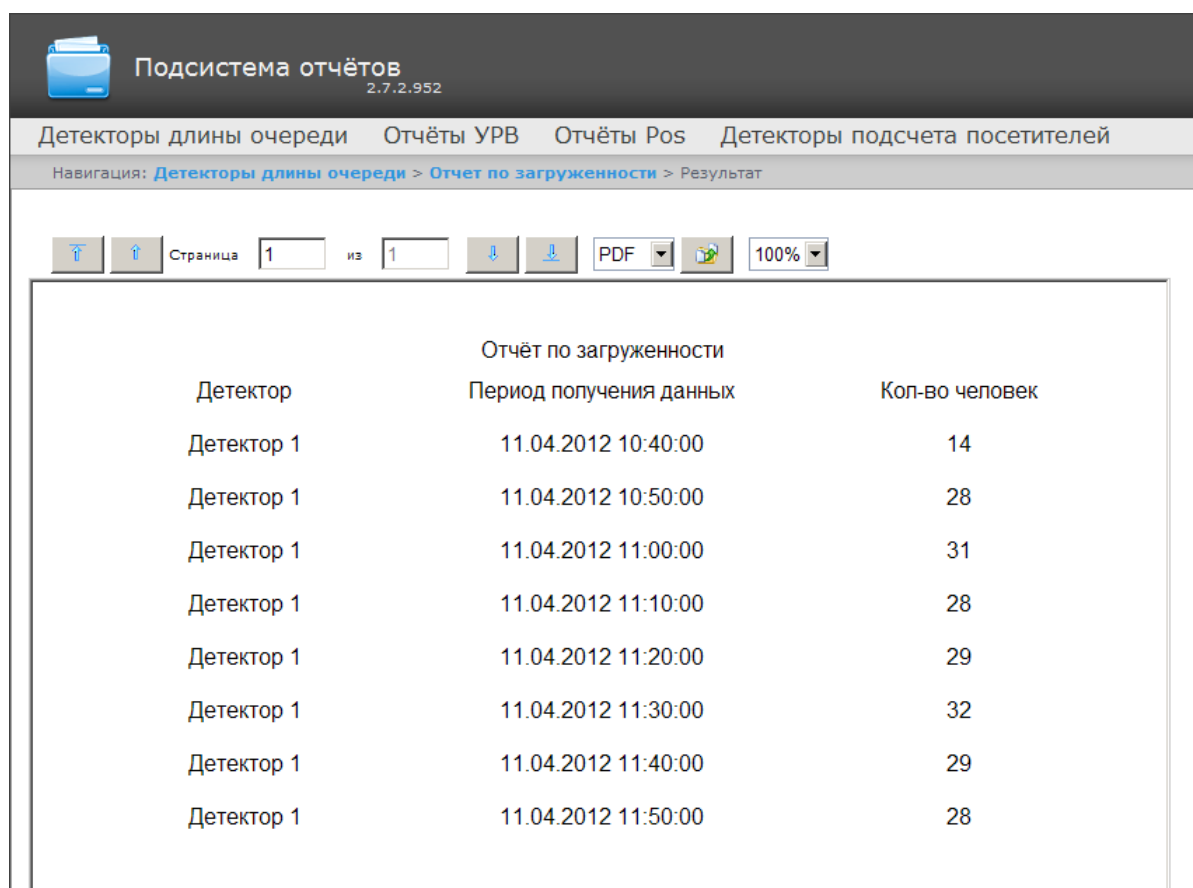 Подсистема отчётов
2.7.2.952
Детекторы длины очереди Отчёты УРВ Отчёты Pos Детекторы подсчета посетителей
Навигация: Детекторы длины очереди > Отчет по загруженности > Результат
Страница 1 из 1 PDF 100%
Отчёт по загруженности
Детектор Период получения данных Кол-во человек
Детектор 1 11.04.2012 10:40:00 14
Детектор 1 11.04.2012 10:50:00 28
Детектор 1 11.04.2012 11:00:00 31
Детектор 1 11.04.2012 11:10:00 28
Детектор 1 11.04.2012 11:20:00 29
Детектор 1 11.04.2012 11:30:00 32
Детектор 1 11.04.2012 11:40:00 29
Детектор 1 11.04.2012 11:50:00 28